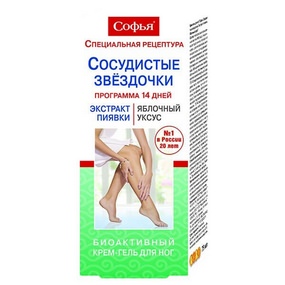 Софья®
Специальная рецептура
Сосудистые
звёздочки
программа 14 дней
экстракт
пиявки
яблочный
уксус
№1
в России
20 лет
биоактивный
крем-гель для ног